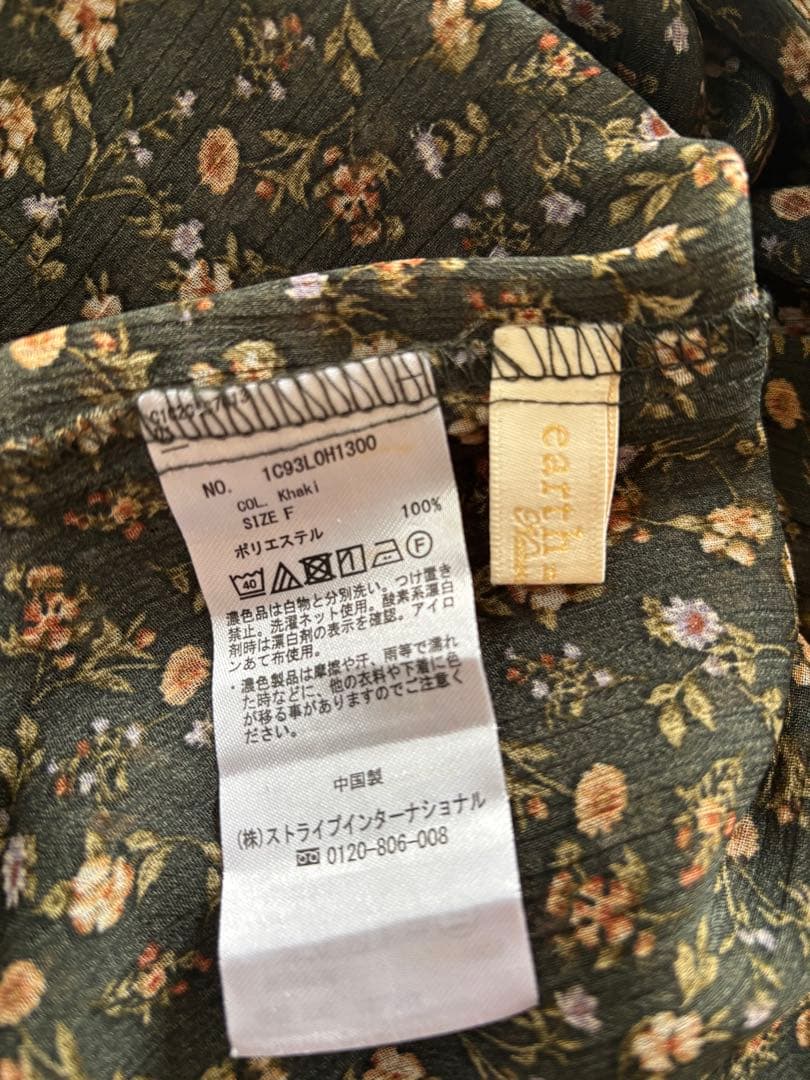 NO. 1C93L0H1300
COL. Khaki
SIZE F
ポリエステル 100%
40 F
濃色品は白物と分別洗い。つけ置き
禁止。洗濯ネット使用。酸素系漂白
剤時は漂白剤の表示を確認。アイロ
ンあて布使用。
・濃色製品は摩擦や汗、雨等で濡れ
た時などに、他の衣料や下着に色
が移る事がありますのでご注意く
ださい。
中国製
(株)ストライプインターナショナル
0120-806-008
earth